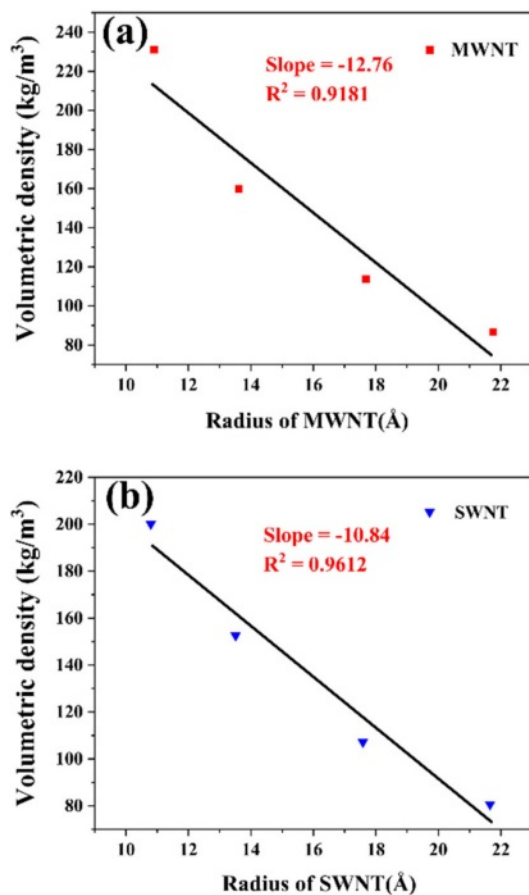 (a)
MWNT
Slope = -12.76
R² = 0.9181
Volumetric density (kg/m³)
240
220
200
180
160
140
120
100
80
10 12 14 16 18 20 22
Radius of MWNT(Å)
(b)
SWNT
Slope = -10.84
R² = 0.9612
Volumetric density (kg/m³)
220
200
180
160
140
120
100
80
10 12 14 16 18 20 22
Radius of SWNT(Å)